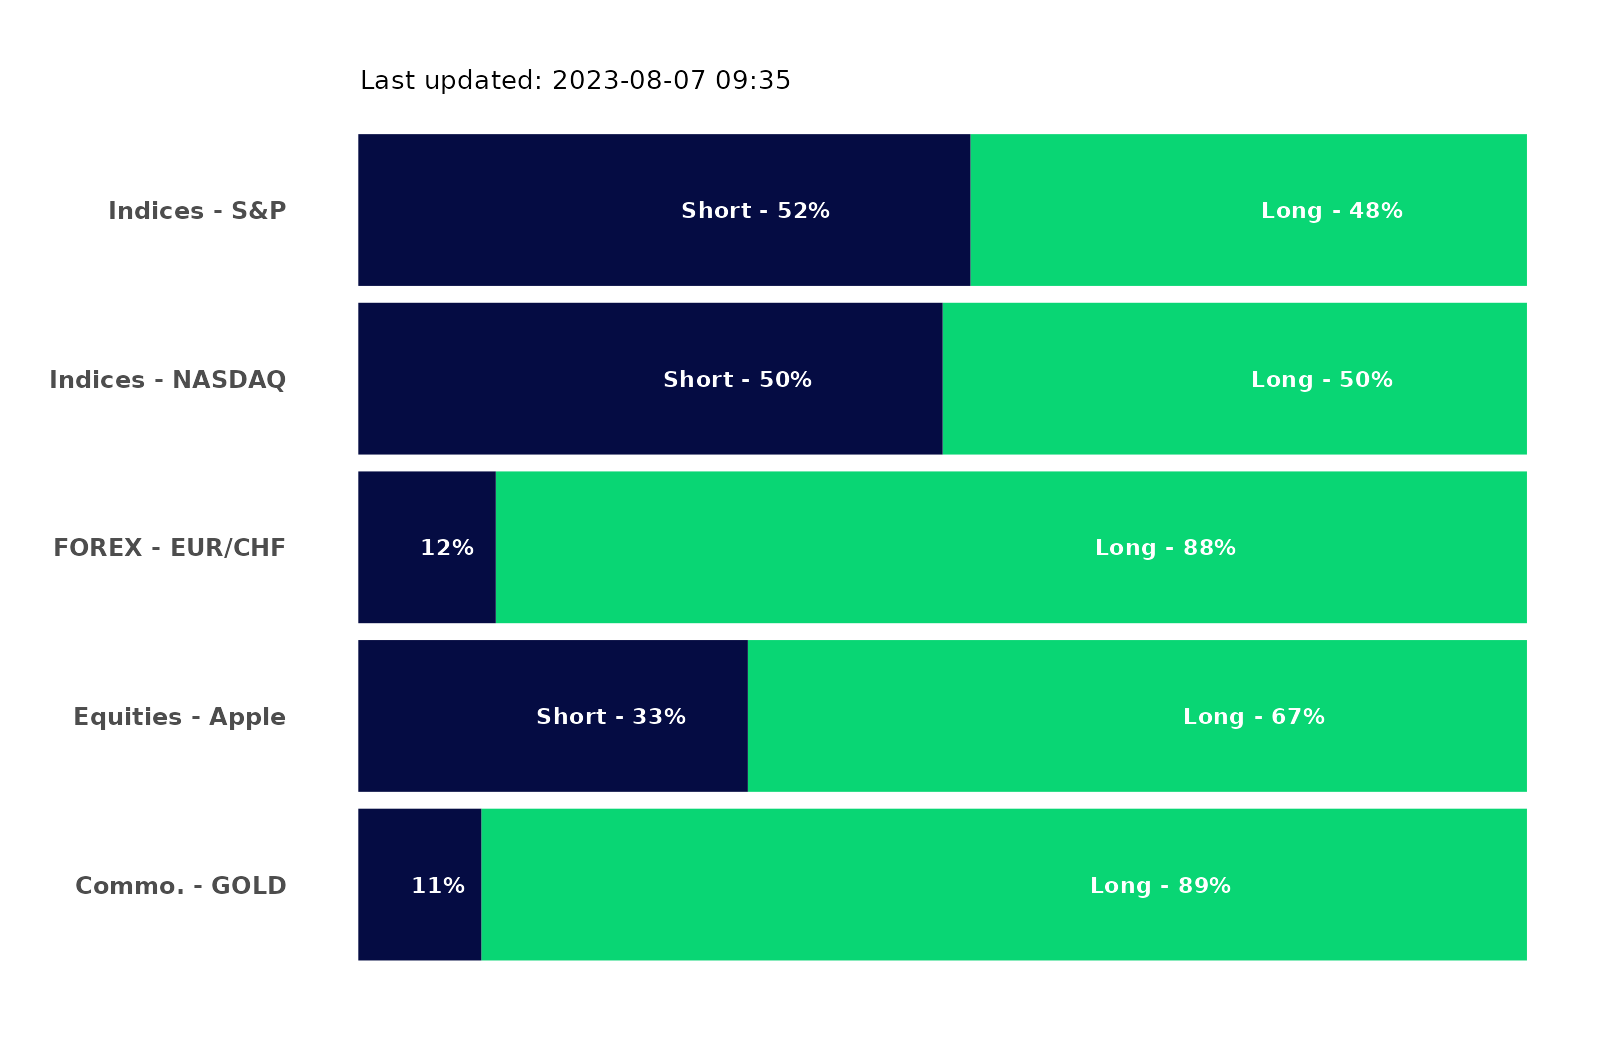 Last updated: 2023-08-07 09:35
Indices - S&P Short - 52% Long - 48%
Indices - NASDAQ Short - 50% Long - 50%
FOREX - EUR/CHF 12% Long - 88%
Equities - Apple Short - 33% Long - 67%
Commo. - GOLD 11% Long - 89%